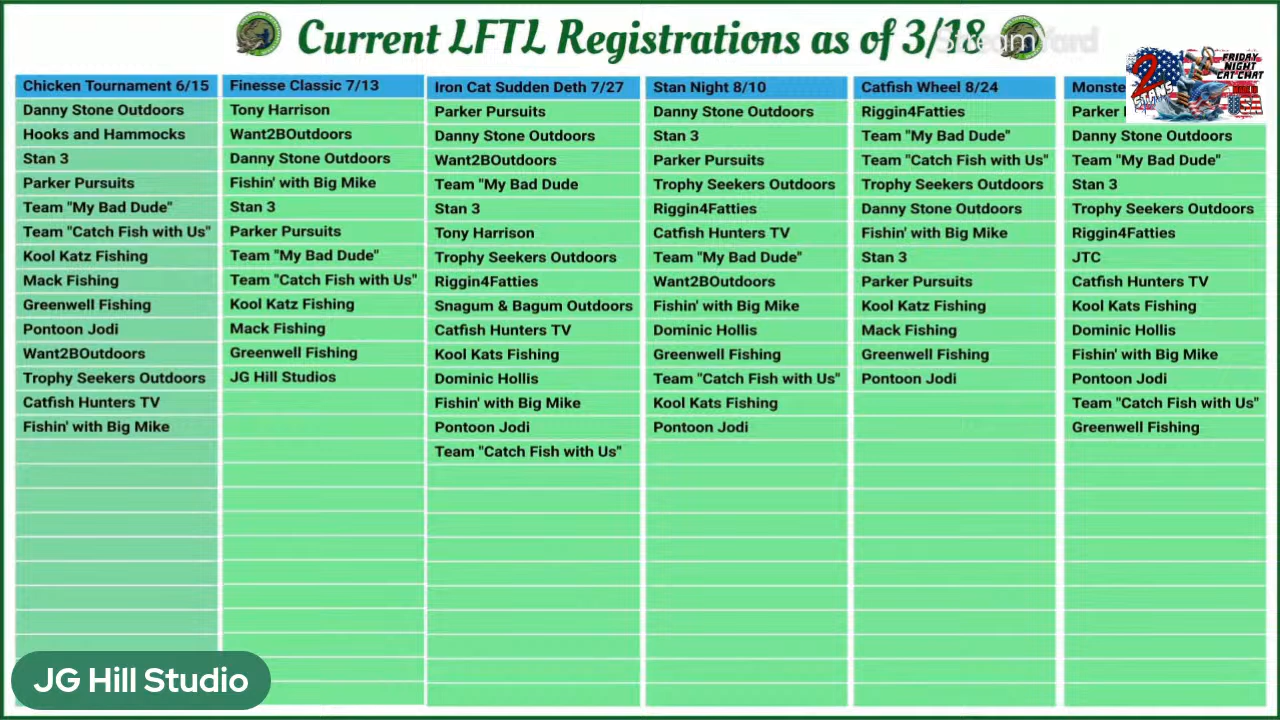 Current LFTL Registrations as of 3/18
StreamYard
2
STANS
FRIDAY
NIGHT
CAT CHAT
USA
Chicken Tournament 6/15
Danny Stone Outdoors
Hooks and Hammocks
Stan 3
Parker Pursuits
Team "My Bad Dude"
Team "Catch Fish with Us"
Kool Katz Fishing
Mack Fishing
Greenwell Fishing
Pontoon Jodi
Want2BOutdoors
Trophy Seekers Outdoors
Catfish Hunters TV
Fishin' with Big Mike
Finesse Classic 7/13
Tony Harrison
Want2BOutdoors
Danny Stone Outdoors
Fishin' with Big Mike
Stan 3
Parker Pursuits
Team "My Bad Dude"
Team "Catch Fish with Us"
Kool Katz Fishing
Mack Fishing
Greenwell Fishing
JG Hill Studios
Iron Cat Sudden Deth 7/27
Parker Pursuits
Danny Stone Outdoors
Want2BOutdoors
Team "My Bad Dude
Stan 3
Tony Harrison
Trophy Seekers Outdoors
Riggin4Fatties
Snagum & Bagum Outdoors
Catfish Hunters TV
Kool Kats Fishing
Dominic Hollis
Fishin' with Big Mike
Pontoon Jodi
Team "Catch Fish with Us"
Stan Night 8/10
Danny Stone Outdoors
Stan 3
Parker Pursuits
Trophy Seekers Outdoors
Riggin4Fatties
Catfish Hunters TV
Team "My Bad Dude"
Want2BOutdoors
Fishin' with Big Mike
Dominic Hollis
Greenwell Fishing
Team "Catch Fish with Us"
Kool Kats Fishing
Pontoon Jodi
Catfish Wheel 8/24
Riggin4Fatties
Team "My Bad Dude"
Team "Catch Fish with Us"
Trophy Seekers Outdoors
Danny Stone Outdoors
Fishin' with Big Mike
Stan 3
Parker Pursuits
Kool Katz Fishing
Mack Fishing
Greenwell Fishing
Pontoon Jodi
Monste
Parker
Danny Stone Outdoors
Team "My Bad Dude"
Stan 3
Trophy Seekers Outdoors
Riggin4Fatties
JTC
Catfish Hunters TV
Kool Kats Fishing
Dominic Hollis
Fishin' with Big Mike
Pontoon Jodi
Team "Catch Fish with Us"
Greenwell Fishing
JG Hill Studio